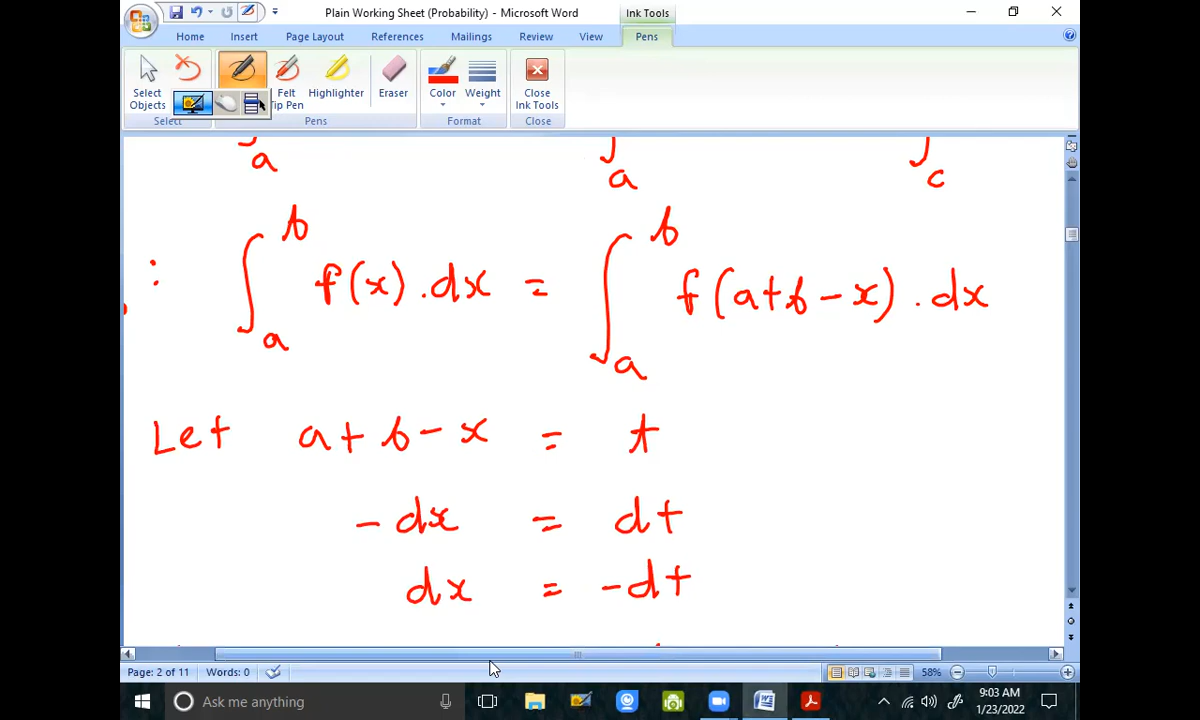 Plain Working Sheet (Probability) - Microsoft Word
Ink Tools
Home Insert Page Layout References Mailings Review View Pens
Select Objects
Felt Tip Pen
Highlighter
Eraser
Color
Weight
Close Ink Tools
Select Pens Format Close
a a c
: ∫_a^b f(x).dx = ∫_a^b f(a+b-x).dx
Let a+b-x = t
-dx = dt
dx = -dt
Page: 2 of 11 Words: 0 58%
Ask me anything
9:03 AM
1/23/2022